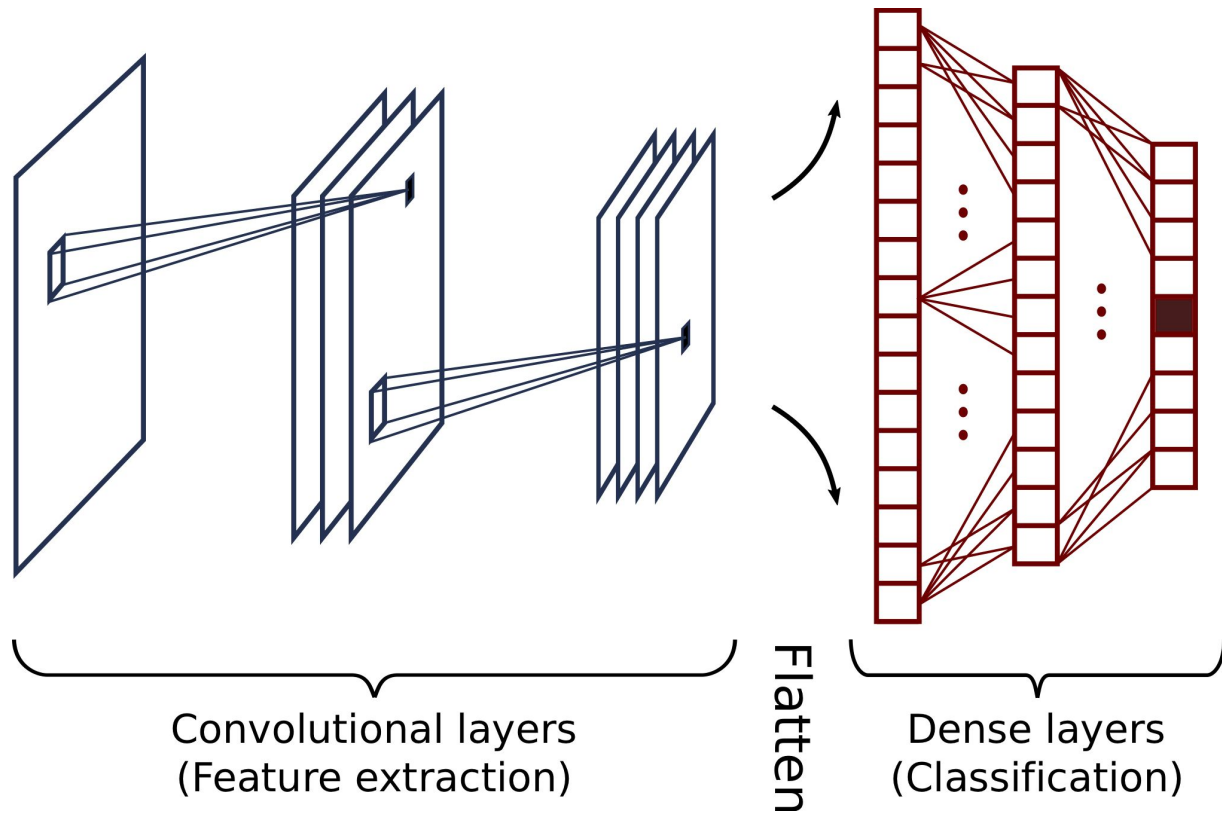 Convolutional layers
(Feature extraction)
Flatten
Dense layers
(Classification)